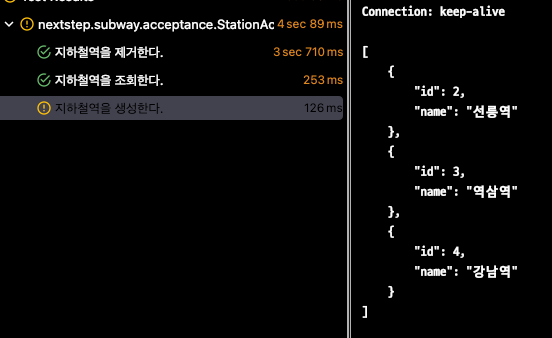 nextstep.subway.acceptance.StationAc 4 sec 89 ms
지하철역을 제거한다. 3 sec 710 ms
지하철역을 조회한다. 253 ms
지하철역을 생성한다. 126 ms
Connection: keep-alive
[
{
"id": 2,
"name": "선릉역"
},
{
"id": 3,
"name": "역삼역"
},
{
"id": 4,
"name": "강남역"
}
]